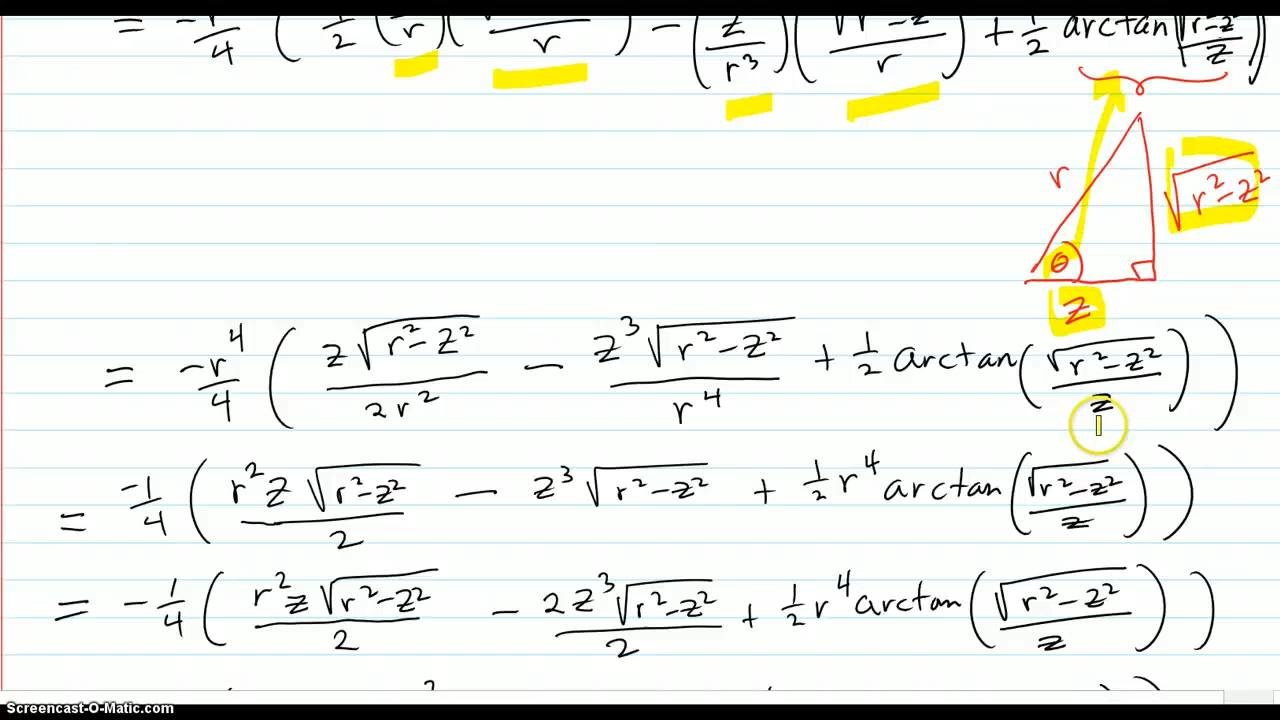 = -r⁴/4 ( 1/2 (z/r)(√(r²-z²)/r) - (z³/r³)(√(r²-z²)/r) + 1/2 arctan(√(r²-z²)/z) )
r
√(r²-z²)
θ
z
= -r⁴/4 ( z√(r²-z²)/2r² - z³√(r²-z²)/r⁴ + 1/2 arctan(√(r²-z²)/z) )
= -1/4 ( r²z√(r²-z²)/2 - z³√(r²-z²) + 1/2 r⁴ arctan(√(r²-z²)/z) )
= -1/4 ( r²z√(r²-z²)/2 - 2z³√(r²-z²)/2 + 1/2 r⁴ arctan(√(r²-z²)/z) )
Screencast-O-Matic.com